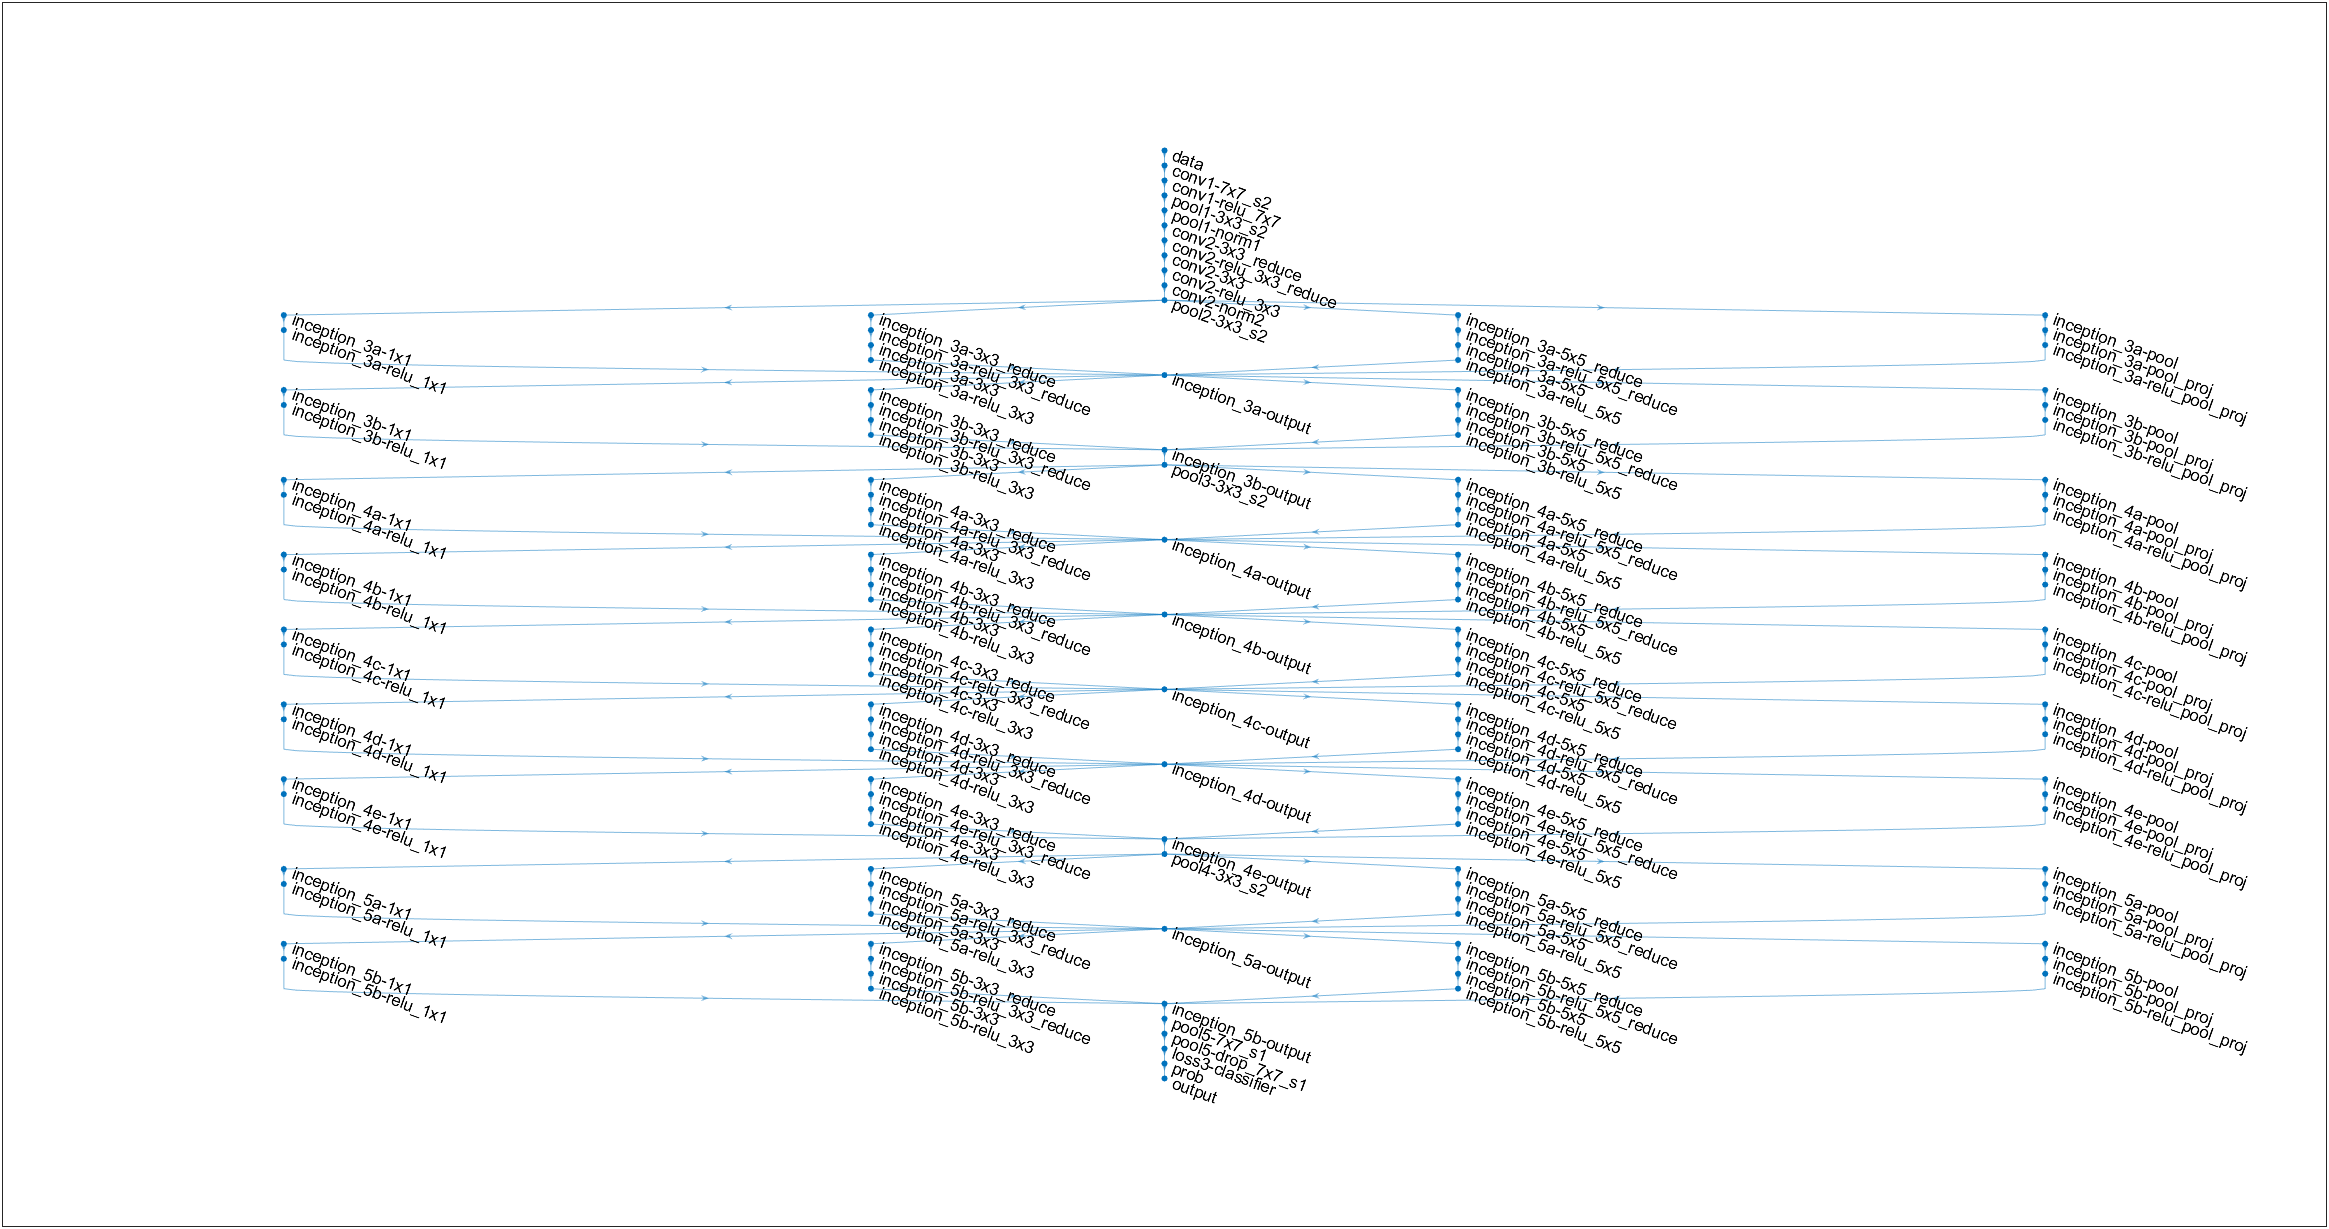 data
conv1-7x7_s2
conv1-relu_7x7
pool1-3x3_s2
pool1-norm1
conv2-3x3_reduce
conv2-relu_3x3_reduce
conv2-3x3
conv2-relu_3x3
conv2-norm2
pool2-3x3_s2
inception_3a-1x1
inception_3a-relu_1x1
inception_3a-3x3_reduce
inception_3a-relu_3x3_reduce
inception_3a-3x3
inception_3a-relu_3x3
inception_3a-5x5_reduce
inception_3a-relu_5x5_reduce
inception_3a-5x5
inception_3a-relu_5x5
inception_3a-pool
inception_3a-pool_proj
inception_3a-relu_pool_proj
inception_3a-output
inception_3b-1x1
inception_3b-relu_1x1
inception_3b-3x3_reduce
inception_3b-relu_3x3_reduce
inception_3b-3x3
inception_3b-relu_3x3
inception_3b-5x5_reduce
inception_3b-relu_5x5_reduce
inception_3b-5x5
inception_3b-relu_5x5
inception_3b-pool
inception_3b-pool_proj
inception_3b-relu_pool_proj
inception_3b-output
pool3-3x3_s2
inception_4a-1x1
inception_4a-relu_1x1
inception_4a-3x3_reduce
inception_4a-relu_3x3_reduce
inception_4a-3x3
inception_4a-relu_3x3
inception_4a-5x5_reduce
inception_4a-relu_5x5_reduce
inception_4a-5x5
inception_4a-relu_5x5
inception_4a-pool
inception_4a-pool_proj
inception_4a-relu_pool_proj
inception_4a-output
inception_4b-1x1
inception_4b-relu_1x1
inception_4b-3x3_reduce
inception_4b-relu_3x3_reduce
inception_4b-3x3
inception_4b-relu_3x3
inception_4b-5x5_reduce
inception_4b-relu_5x5_reduce
inception_4b-5x5
inception_4b-relu_5x5
inception_4b-pool
inception_4b-pool_proj
inception_4b-relu_pool_proj
inception_4b-output
inception_4c-1x1
inception_4c-relu_1x1
inception_4c-3x3_reduce
inception_4c-relu_3x3_reduce
inception_4c-3x3
inception_4c-relu_3x3
inception_4c-5x5_reduce
inception_4c-relu_5x5_reduce
inception_4c-5x5
inception_4c-relu_5x5
inception_4c-pool
inception_4c-pool_proj
inception_4c-relu_pool_proj
inception_4c-output
inception_4d-1x1
inception_4d-relu_1x1
inception_4d-3x3_reduce
inception_4d-relu_3x3_reduce
inception_4d-3x3
inception_4d-relu_3x3
inception_4d-5x5_reduce
inception_4d-relu_5x5_reduce
inception_4d-5x5
inception_4d-relu_5x5
inception_4d-pool
inception_4d-pool_proj
inception_4d-relu_pool_proj
inception_4d-output
inception_4e-1x1
inception_4e-relu_1x1
inception_4e-3x3_reduce
inception_4e-relu_3x3_reduce
inception_4e-3x3
inception_4e-relu_3x3
inception_4e-5x5_reduce
inception_4e-relu_5x5_reduce
inception_4e-5x5
inception_4e-relu_5x5
inception_4e-pool
inception_4e-pool_proj
inception_4e-relu_pool_proj
inception_4e-output
pool4-3x3_s2
inception_5a-1x1
inception_5a-relu_1x1
inception_5a-3x3_reduce
inception_5a-relu_3x3_reduce
inception_5a-3x3
inception_5a-relu_3x3
inception_5a-5x5_reduce
inception_5a-relu_5x5_reduce
inception_5a-5x5
inception_5a-relu_5x5
inception_5a-pool
inception_5a-pool_proj
inception_5a-relu_pool_proj
inception_5a-output
inception_5b-1x1
inception_5b-relu_1x1
inception_5b-3x3_reduce
inception_5b-relu_3x3_reduce
inception_5b-3x3
inception_5b-relu_3x3
inception_5b-5x5_reduce
inception_5b-relu_5x5_reduce
inception_5b-5x5
inception_5b-relu_5x5
inception_5b-pool
inception_5b-pool_proj
inception_5b-relu_pool_proj
inception_5b-output
pool5-7x7_s1
pool5-drop_7x7_s1
loss3-classifier
prob
output